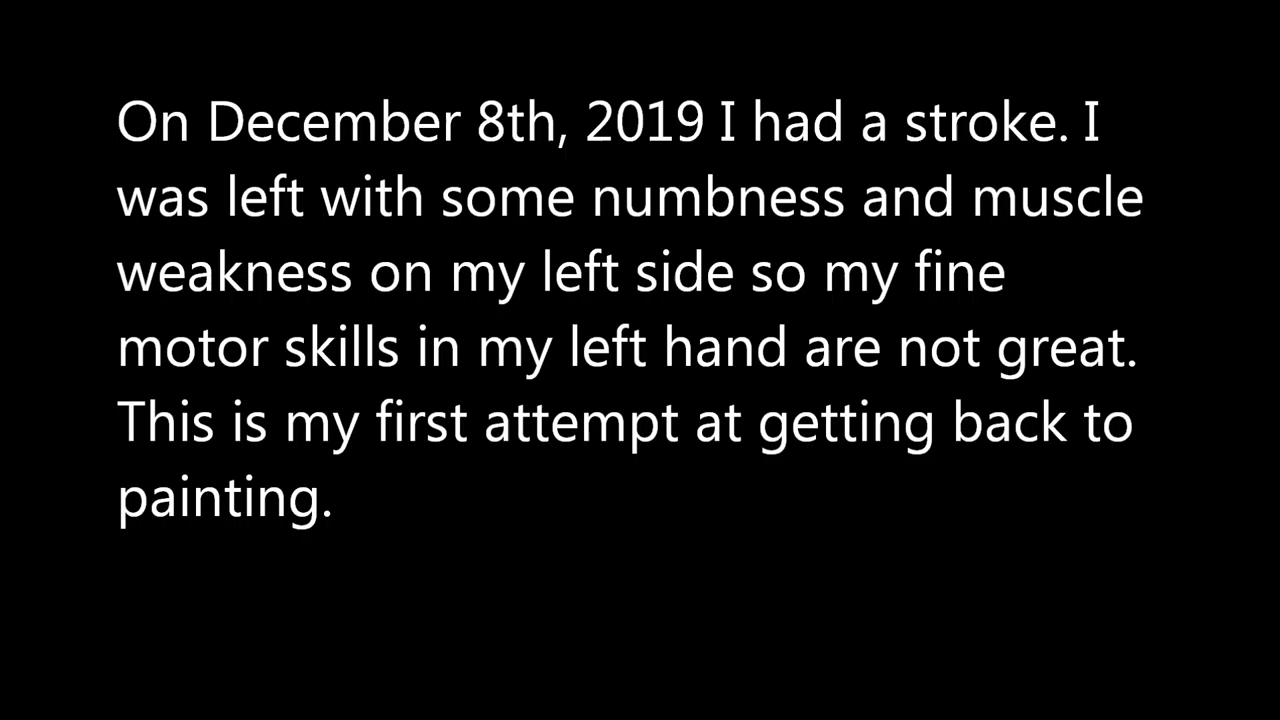 On December 8th, 2019 I had a stroke. I
was left with some numbness and muscle
weakness on my left side so my fine
motor skills in my left hand are not great.
This is my first attempt at getting back to
painting.